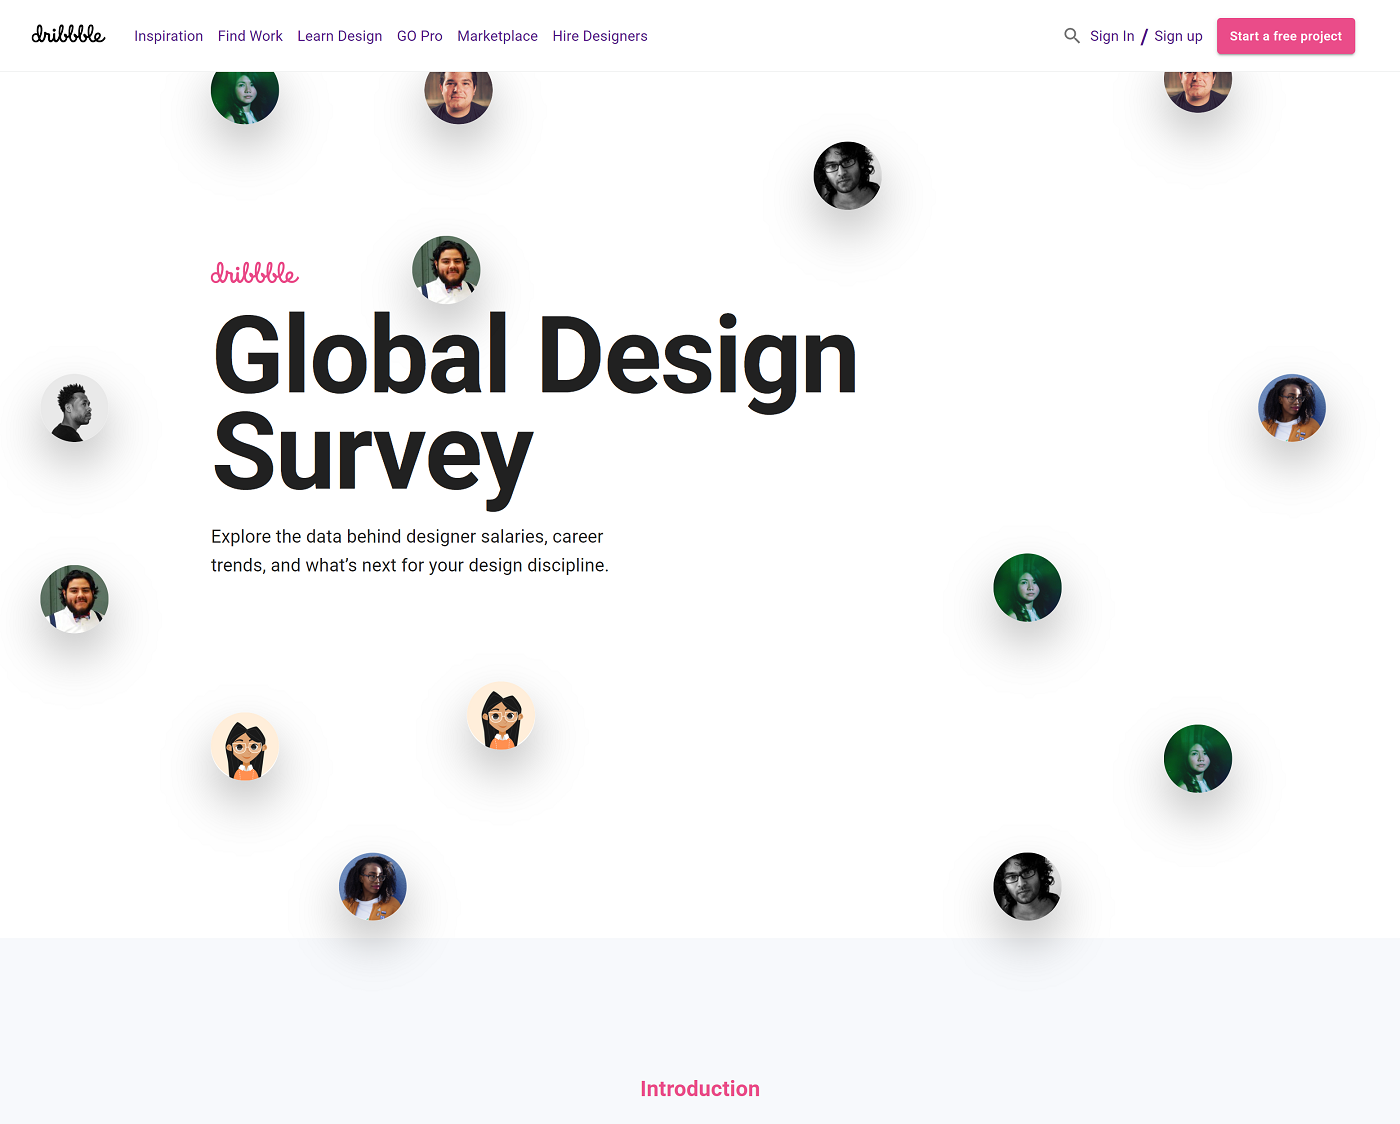 dribbble Inspiration Find Work Learn Design GO Pro Marketplace Hire Designers Sign In / Sign up Start a free project
dribbble
Global Design
Survey
Explore the data behind designer salaries, career
trends, and what’s next for your design discipline.
Introduction